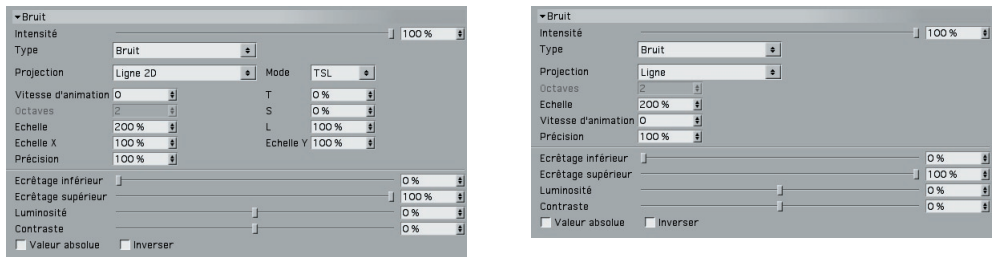 Bruit
Intensité 100 %
Type Bruit
Projection Ligne 2D Mode TSL
Vitesse d'animation 0 T 0 %
Octaves 2 S 0 %
Echelle 200 % L 100 %
Echelle X 100 % Echelle Y 100 %
Précision 100 %
Ecrêtage inférieur 0 %
Ecrêtage supérieur 100 %
Luminosité 0 %
Contraste 0 %
Valeur absolue Inverser
Bruit
Intensité 100 %
Type Bruit
Projection Ligne
Octaves 2
Echelle 200 %
Vitesse d'animation 0
Précision 100 %
Ecrêtage inférieur 0 %
Ecrêtage supérieur 100 %
Luminosité 0 %
Contraste 0 %
Valeur absolue Inverser